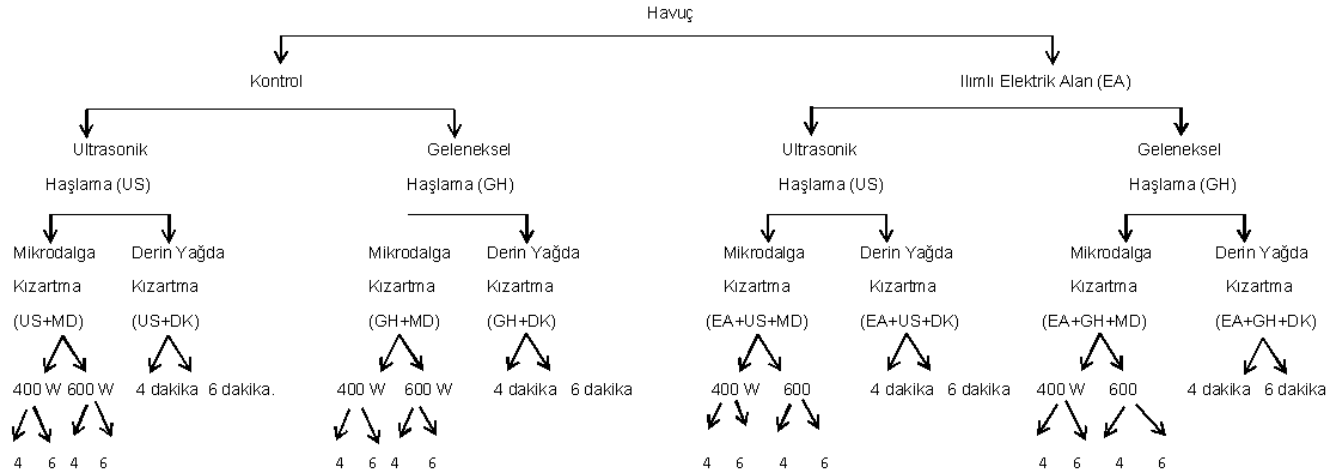 Havuç
Kontrol Ilımlı Elektrik Alan (EA)
Ultrasonik Geleneksel Ultrasonik Geleneksel
Haşlama (US) Haşlama (GH) Haşlama (US) Haşlama (GH)
Mikrodalga Derin Yağda Mikrodalga Derin Yağda Mikrodalga Derin Yağda Mikrodalga Derin Yağda
Kızartma Kızartma Kızartma Kızartma Kızartma Kızartma Kızartma Kızartma
(US+MD) (US+DK) (GH+MD) (GH+DK) (EA+US+MD) (EA+US+DK) (EA+GH+MD) (EA+GH+DK)
400 W 600 W 4 dakika 6 dakika. 400 W 600 W 4 dakika 6 dakika 400 W 600 4 dakika 6 dakika 400 W 600 4 dakika 6 dakika
4 6 4 6 4 6 4 6 4 6 4 6 4 6 4 6